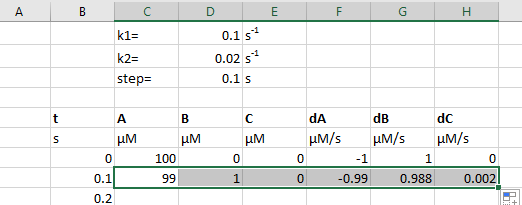 A B C D E F G H
k1= 0.1 s⁻¹
k2= 0.02 s⁻¹
step= 0.1 s
t A B C dA dB dC
s µM µM µM µM/s µM/s µM/s
0 100 0 0 -1 1 0
0.1 99 1 0 -0.99 0.988 0.002
0.2